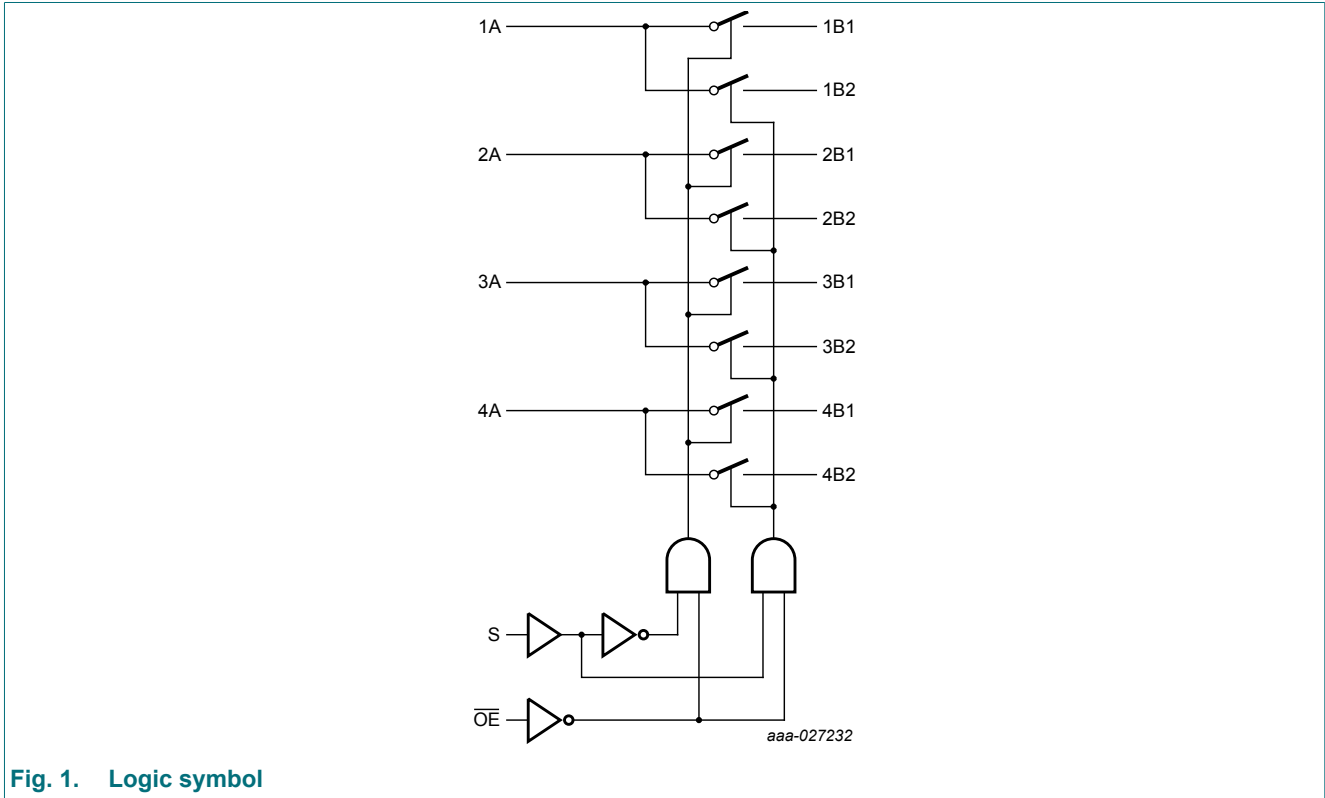 1A 1B1
1B2
2A 2B1
2B2
3A 3B1
3B2
4A 4B1
4B2
S
OE
aaa-027232
Fig. 1. Logic symbol